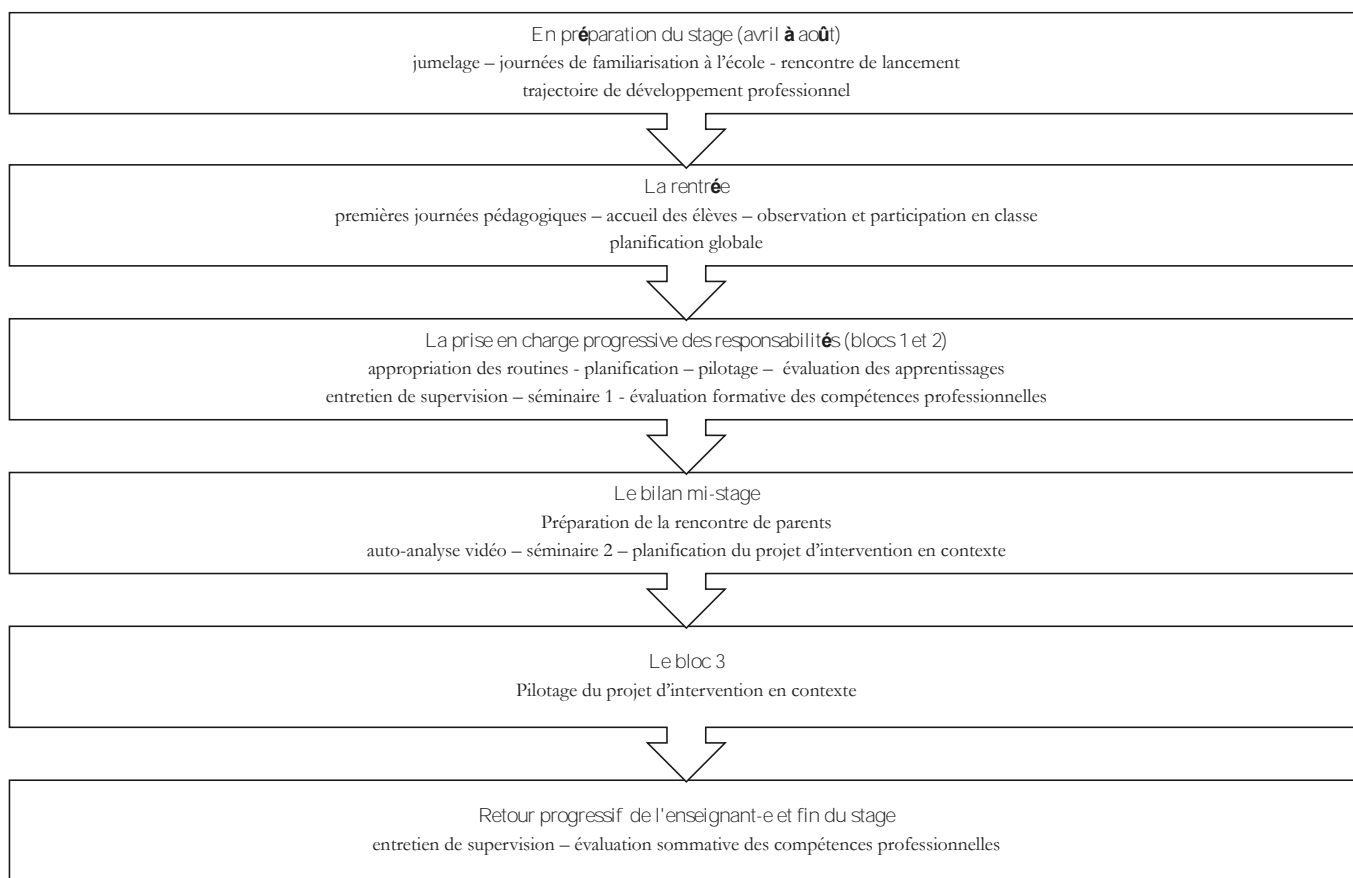 En préparation du stage (avril à août)
jumelage – journées de familiarisation à l’école - rencontre de lancement
trajectoire de développement professionnel
La rentrée
premières journées pédagogiques – accueil des élèves – observation et participation en classe
planification globale
La prise en charge progressive des responsabilités (blocs 1 et 2)
appropriation des routines - planification – pilotage – évaluation des apprentissages
entretien de supervision – séminaire 1 - évaluation formative des compétences professionnelles
Le bilan mi-stage
Préparation de la rencontre de parents
auto-analyse vidéo – séminaire 2 – planification du projet d’intervention en contexte
Le bloc 3
Pilotage du projet d’intervention en contexte
Retour progressif de l'enseignant-e et fin du stage
entretien de supervision – évaluation sommative des compétences professionnelles